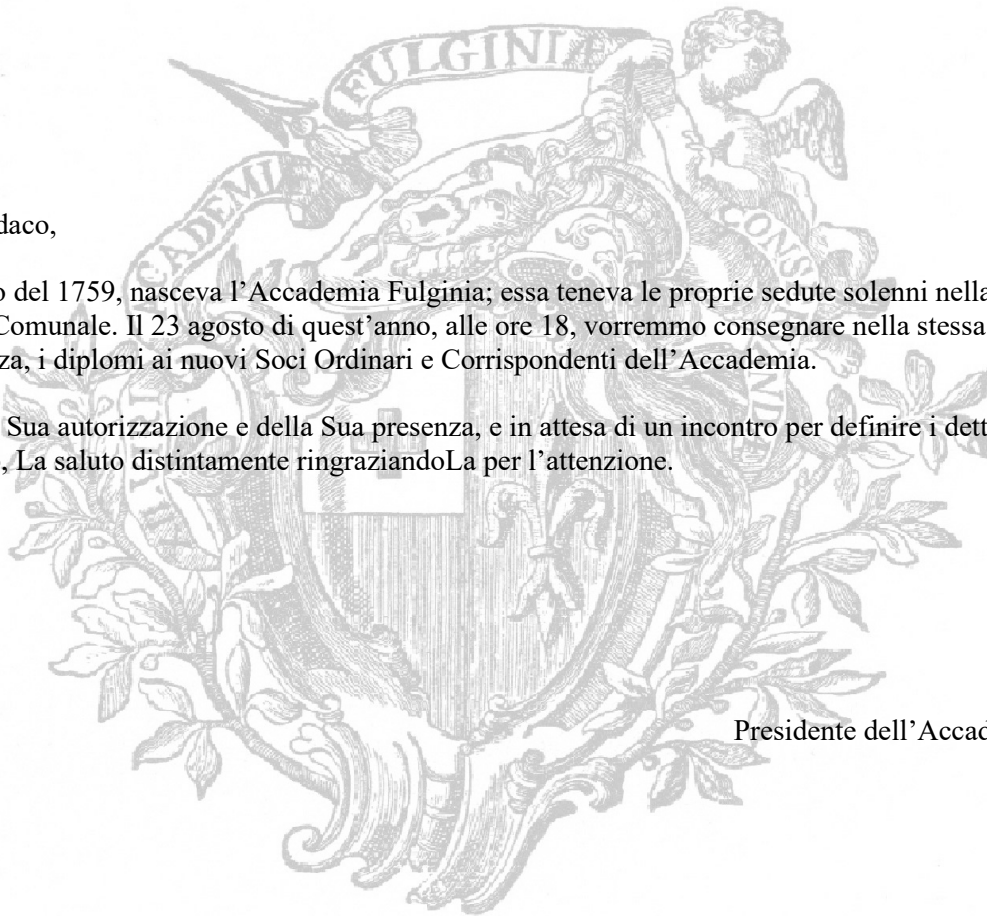 FULGINIÆ
ACADEMI
CONS
daco,
o del 1759, nasceva l’Accademia Fulginia; essa teneva le proprie sedute solenni nella
Comunale. Il 23 agosto di quest’anno, alle ore 18, vorremmo consegnare nella stessa
za, i diplomi ai nuovi Soci Ordinari e Corrispondenti dell’Accademia.
Sua autorizzazione e della Sua presenza, e in attesa di un incontro per definire i dett
, La saluto distintamente ringraziandoLa per l’attenzione.
Presidente dell’Accad